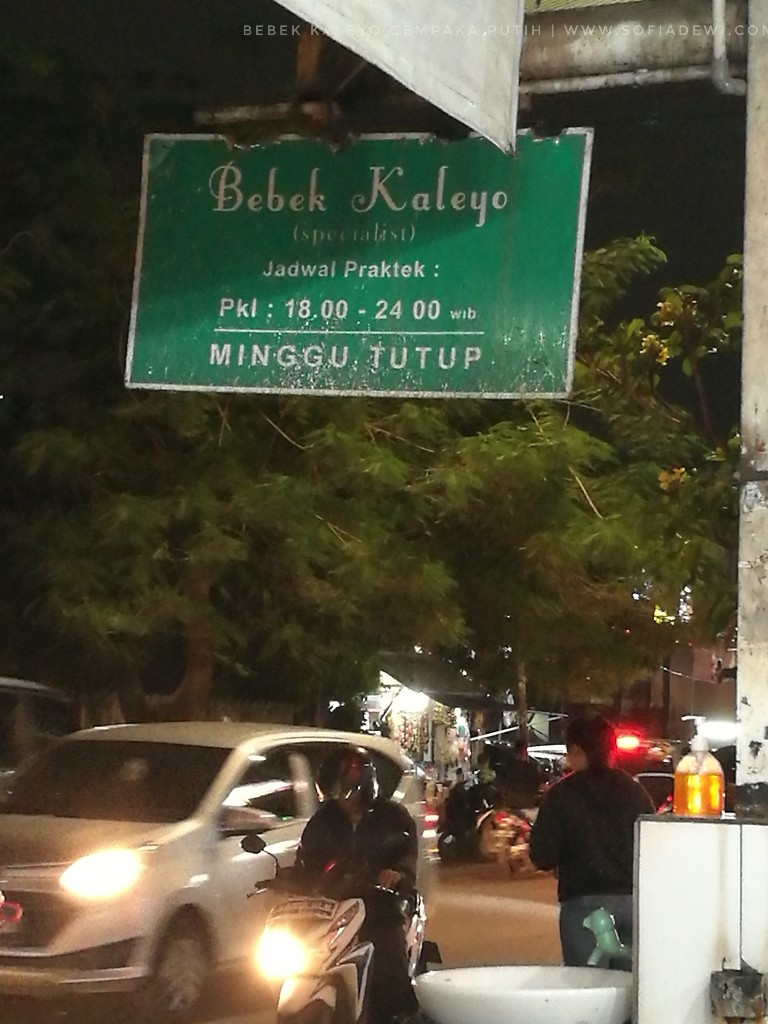 BEBEK KALEYO CEMPAKA PUTIH | WWW.SOFIADEWI.COM
Bebek Kaleyo
(specialist)
Jadwal Praktek :
Pkl : 18.00 - 24 00 wib
MINGGU TUTUP